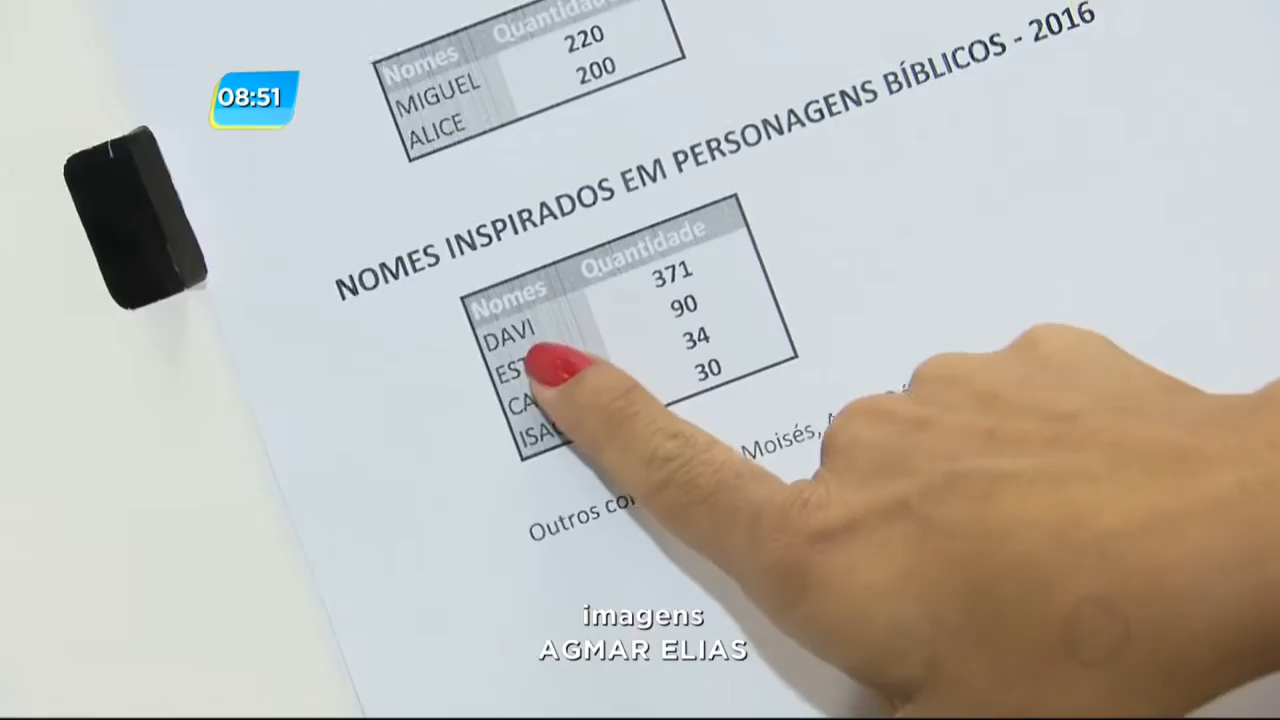 08:51
Nomes Quantidade
MIGUEL 220
ALICE 200
NOMES INSPIRADOS EM PERSONAGENS BÍBLICOS - 2016
Nomes Quantidade
DAVI 371
90
34
30
Outros Moisés,
imagens
AGMAR ELIAS